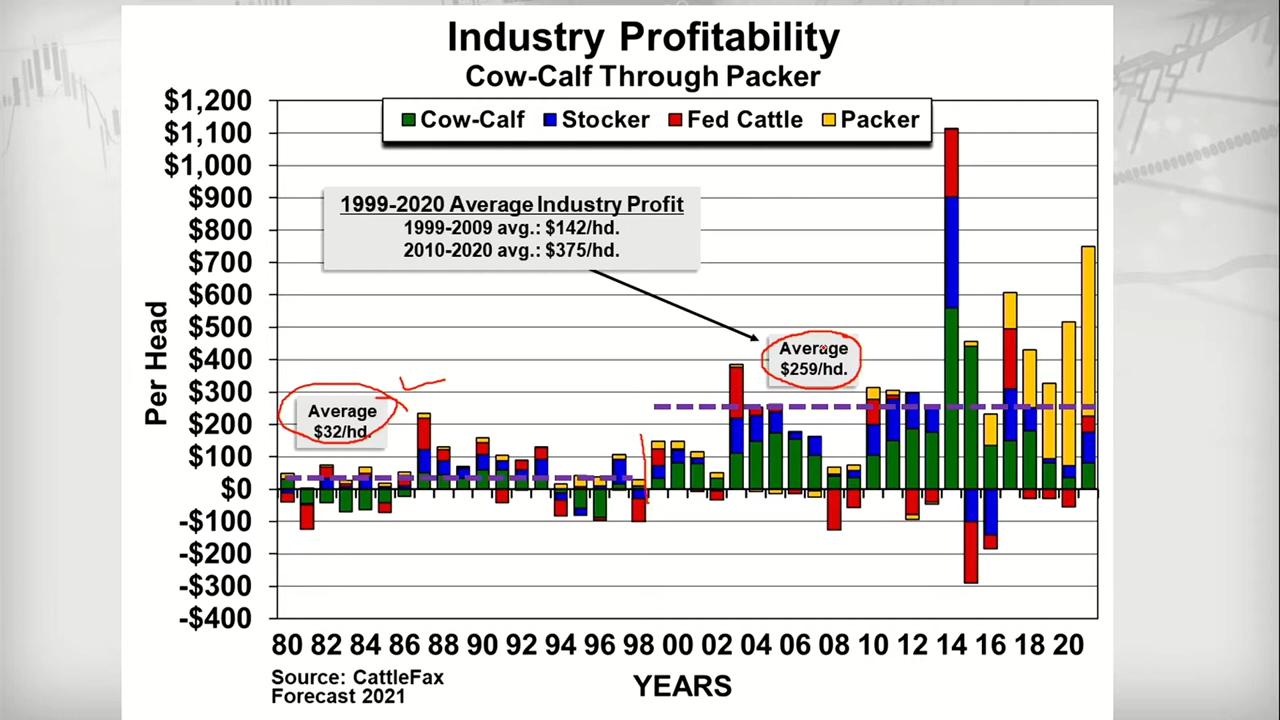 Industry Profitability
Cow-Calf Through Packer
Cow-Calf Stocker Fed Cattle Packer
$1,200
$1,100
$1,000
$900
$800
$700
$600
$500
$400
$300
$200
$100
$0
-$100
-$200
-$300
-$400
Per Head
1999-2020 Average Industry Profit
1999-2009 avg.: $142/hd.
2010-2020 avg.: $375/hd.
Average
$259/hd.
Average
$32/hd.
80 82 84 86 88 90 92 94 96 98 00 02 04 06 08 10 12 14 16 18 20
Source: CattleFax
Forecast 2021
YEARS